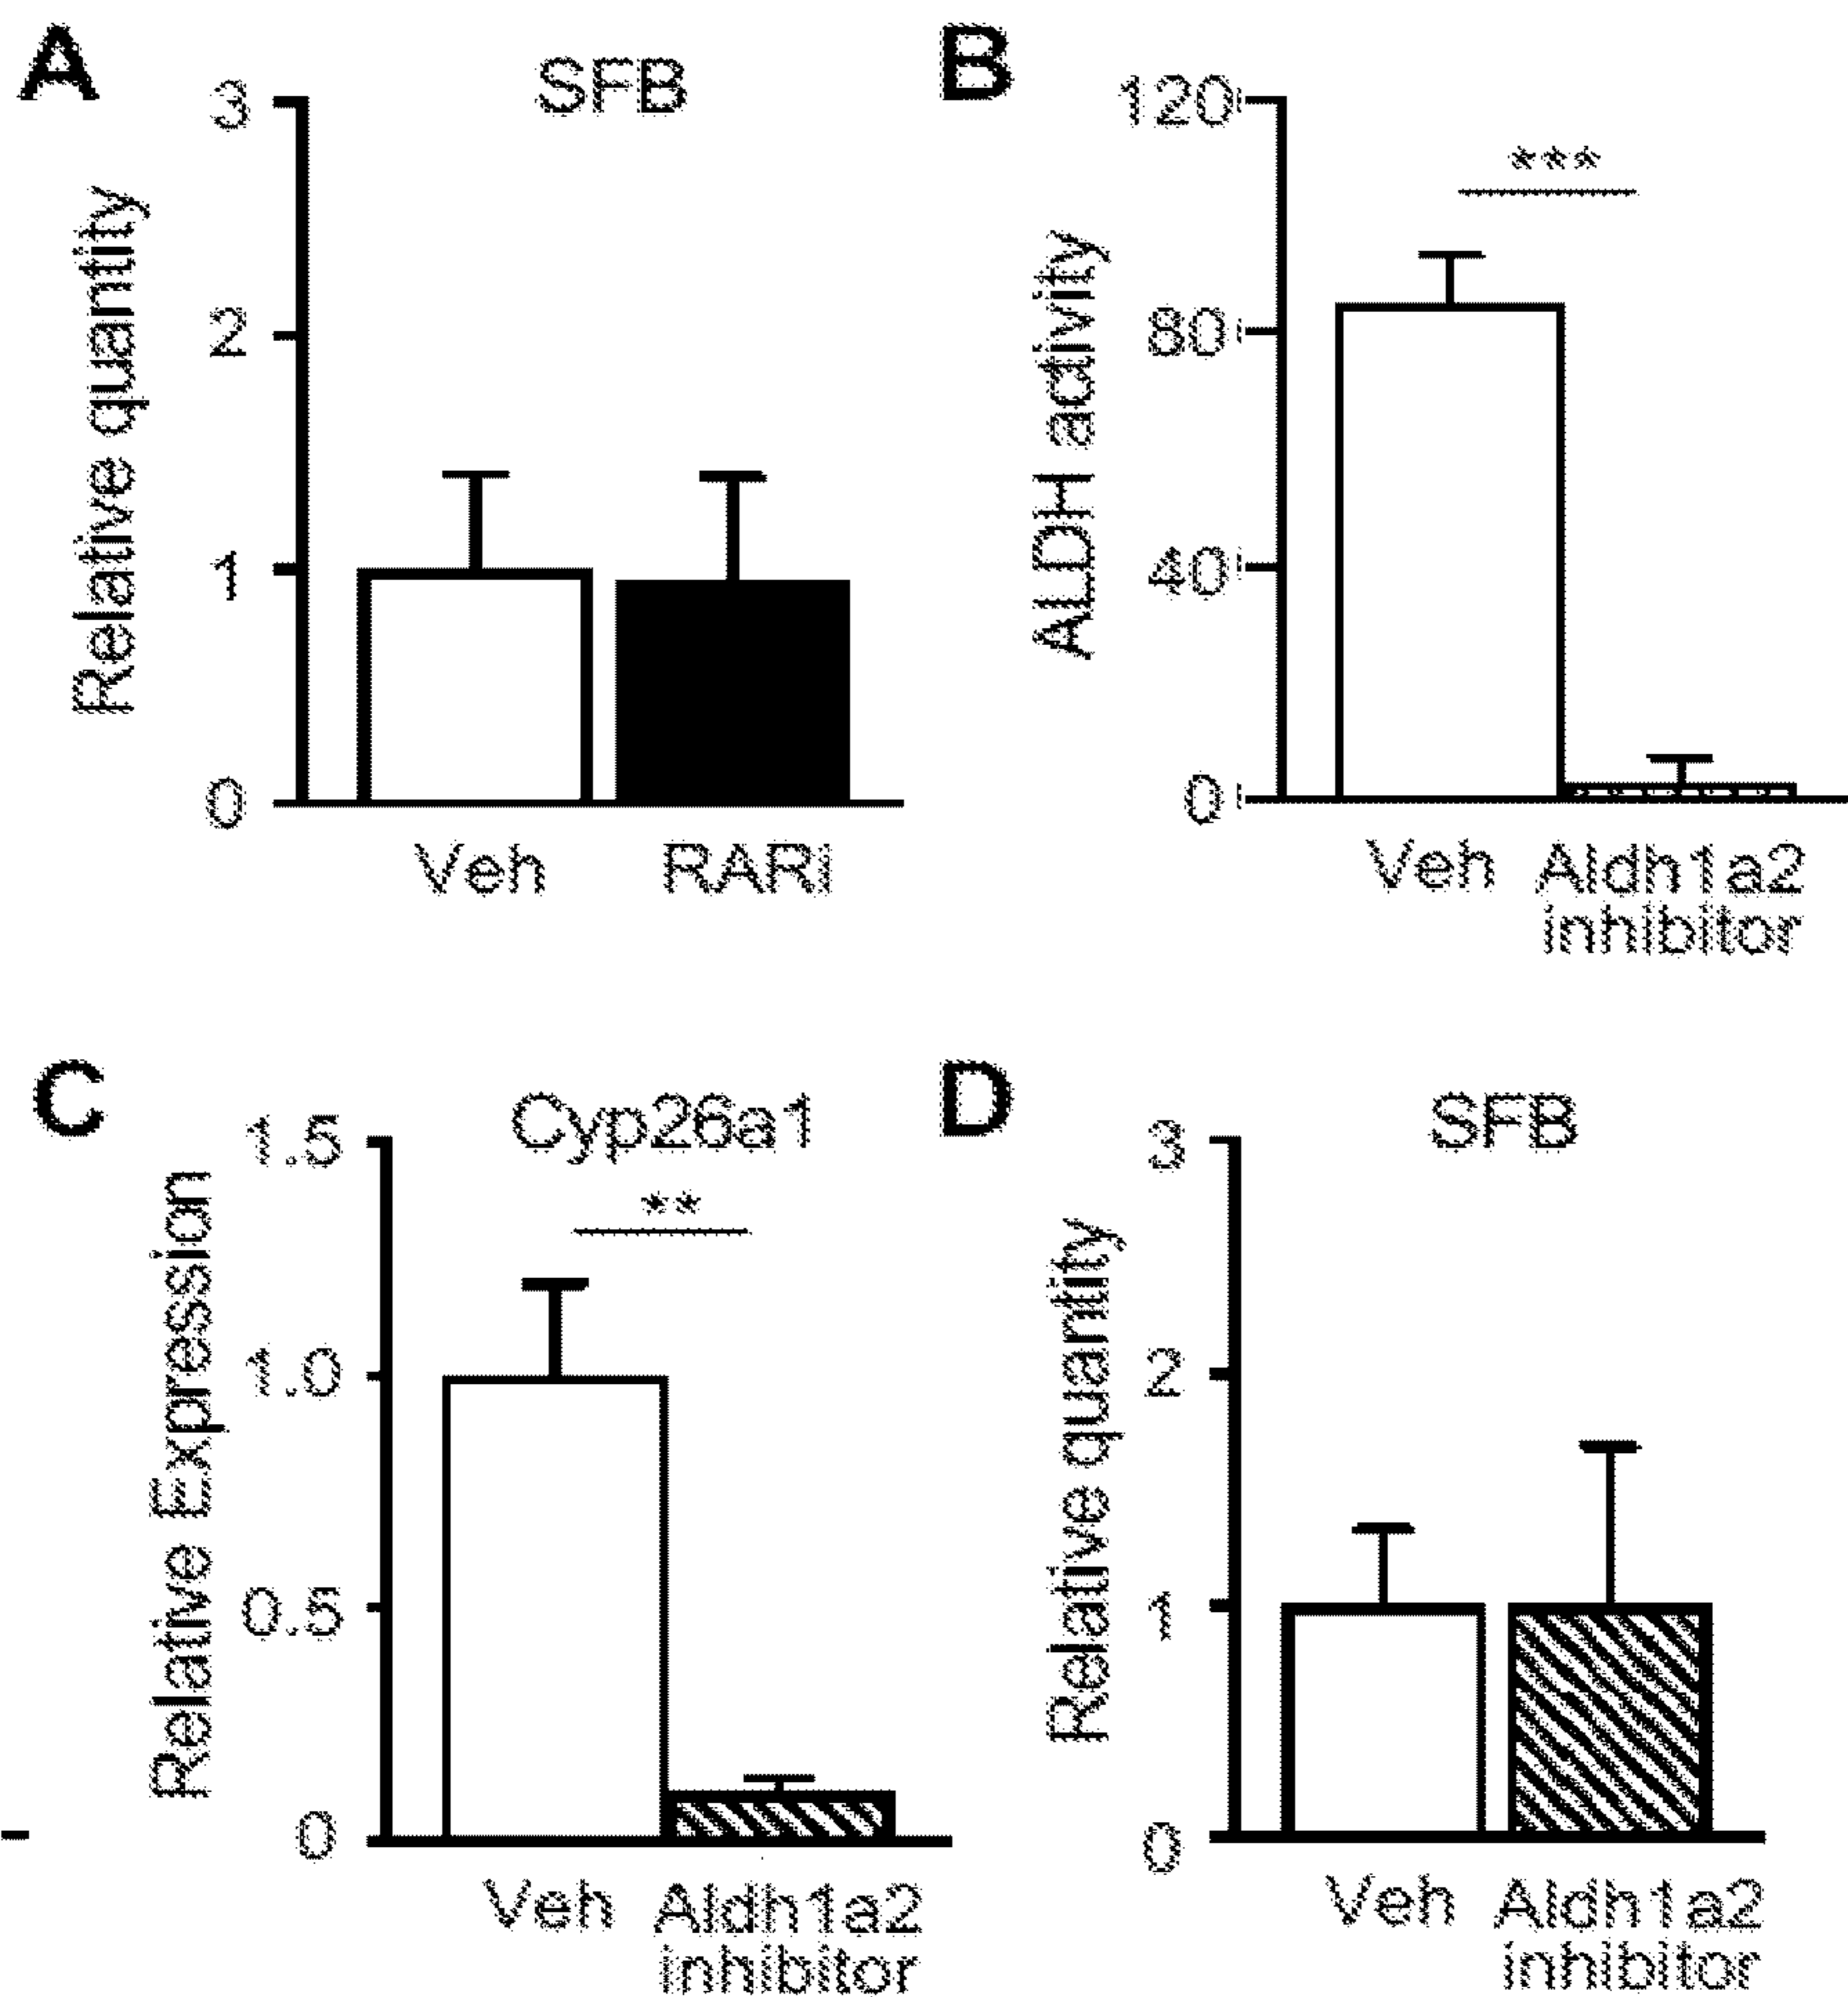 A
SFB
3
2
1
0
Relative quantity
Veh
RARi
B
120
80
40
0
ALDH activity
***
Veh
Aldh1a2
inhibitor
C
Cyp26a1
1.5
1.0
0.5
0
Relative Expression
**
Veh
Aldh1a2
inhibitor
D
SFB
3
2
1
0
Relative quantity
Veh
Aldh1a2
inhibitor